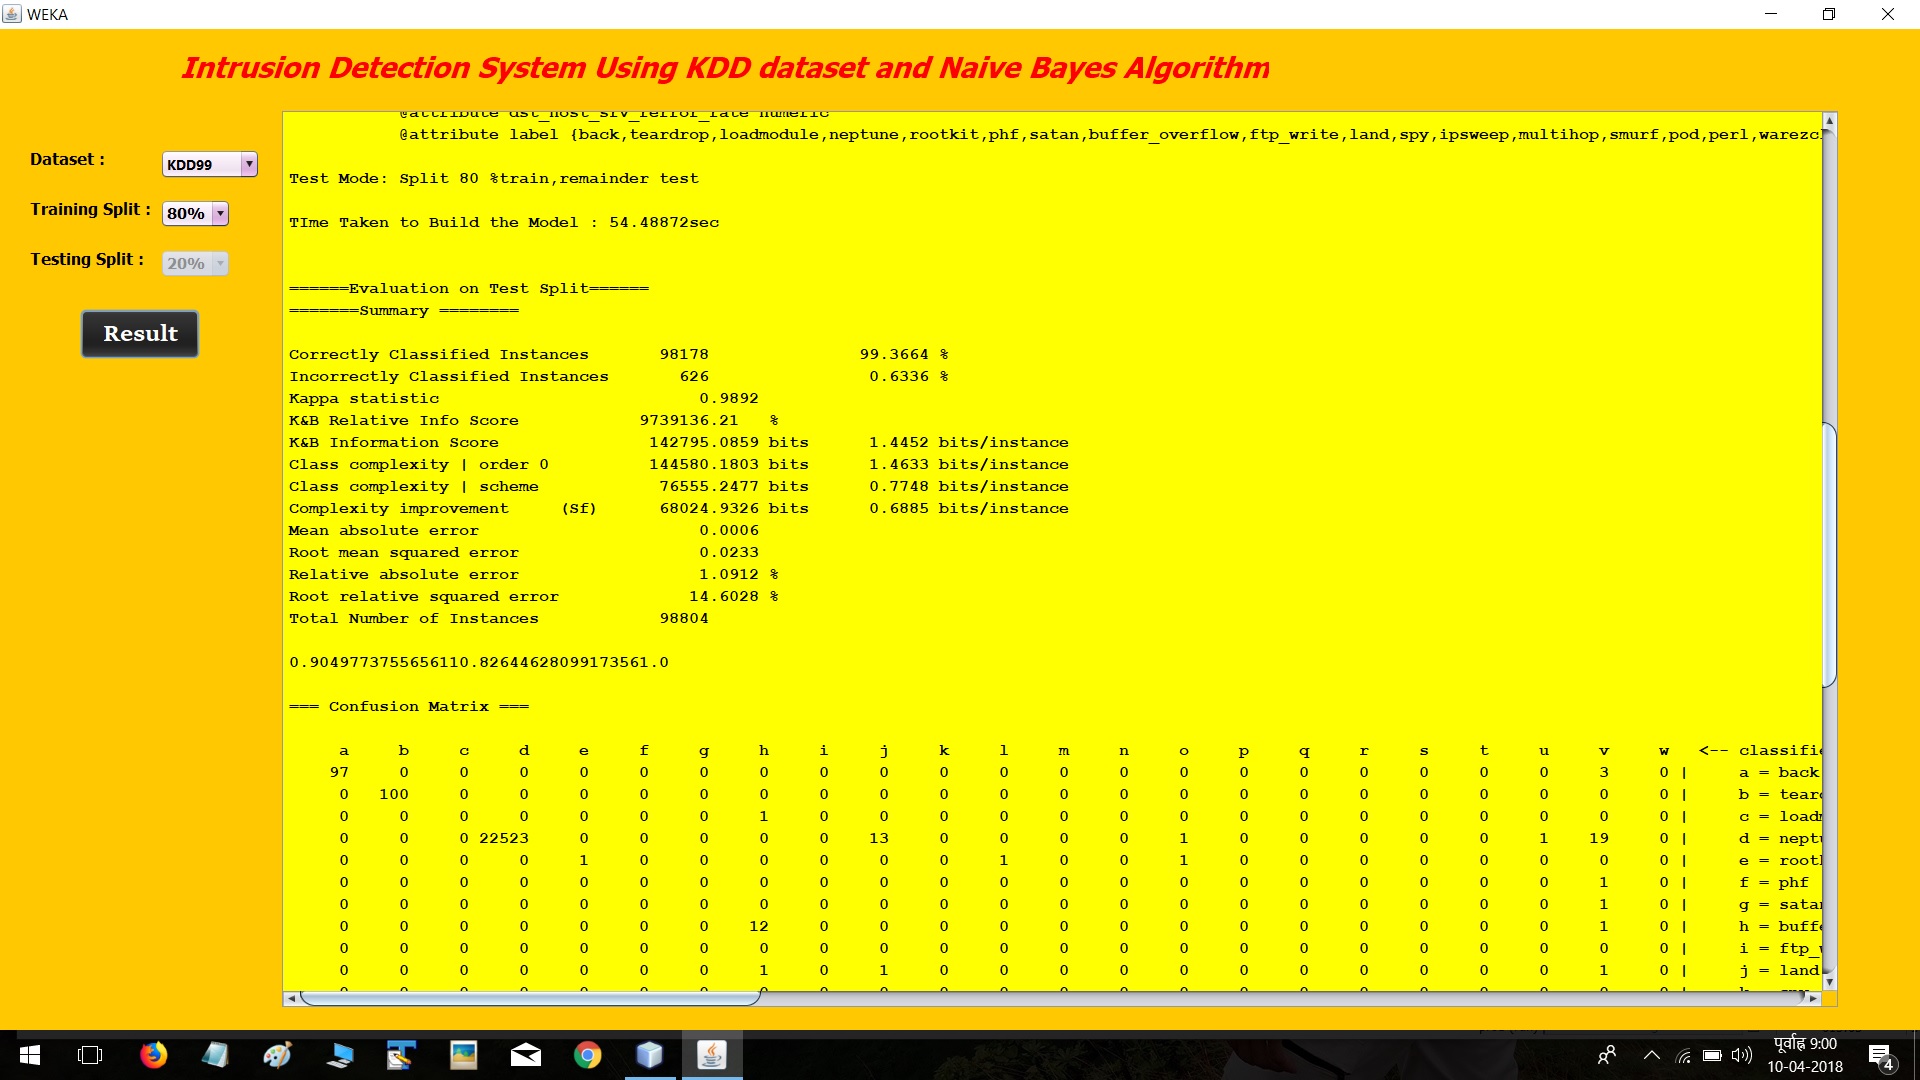 WEKA
Intrusion Detection System Using KDD dataset and Naive Bayes Algorithm
Dataset :
KDD99
Training Split :
80%
Testing Split :
20%
Result
@attribute dst_host_srv_rerror_rate numeric
@attribute label {back,teardrop,loadmodule,neptune,rootkit,phf,satan,buffer_overflow,ftp_write,land,spy,ipsweep,multihop,smurf,pod,perl,warezc
Test Mode: Split 80 %train,remainder test
TIme Taken to Build the Model : 54.48872sec
======Evaluation on Test Split======
=======Summary ========
Correctly Classified Instances 98178 99.3664 %
Incorrectly Classified Instances 626 0.6336 %
Kappa statistic 0.9892
K&B Relative Info Score 9739136.21 %
K&B Information Score 142795.0859 bits 1.4452 bits/instance
Class complexity | order 0 144580.1803 bits 1.4633 bits/instance
Class complexity | scheme 76555.2477 bits 0.7748 bits/instance
Complexity improvement (Sf) 68024.9326 bits 0.6885 bits/instance
Mean absolute error 0.0006
Root mean squared error 0.0233
Relative absolute error 1.0912 %
Root relative squared error 14.6028 %
Total Number of Instances 98804
0.9049773755656110.82644628099173561.0
=== Confusion Matrix ===
a b c d e f g h i j k l m n o p q r s t u v w <-- classifie
97 0 0 0 0 0 0 0 0 0 0 0 0 0 0 0 0 0 0 0 0 3 0 | a = back
0 100 0 0 0 0 0 0 0 0 0 0 0 0 0 0 0 0 0 0 0 0 0 | b = tear
0 0 0 0 0 0 0 1 0 0 0 0 0 0 0 0 0 0 0 0 0 0 0 | c = load
0 0 0 22523 0 0 0 0 0 13 0 0 0 0 1 0 0 0 0 0 1 19 0 | d = nept
0 0 0 0 1 0 0 0 0 0 0 1 0 0 1 0 0 0 0 0 0 0 0 | e = root
0 0 0 0 0 0 0 0 0 0 0 0 0 0 0 0 0 0 0 0 0 1 0 | f = phf
0 0 0 0 0 0 0 0 0 0 0 0 0 0 0 0 0 0 0 0 0 1 0 | g = sata
0 0 0 0 0 0 0 12 0 0 0 0 0 0 0 0 0 0 0 0 0 1 0 | h = buff
0 0 0 0 0 0 0 0 0 0 0 0 0 0 0 0 0 0 0 0 0 0 0 | i = ftp_
0 0 0 0 0 0 0 1 0 1 0 0 0 0 0 0 0 0 0 0 0 1 0 | j = land
पूर्वाह्न 9:00
10-04-2018
4